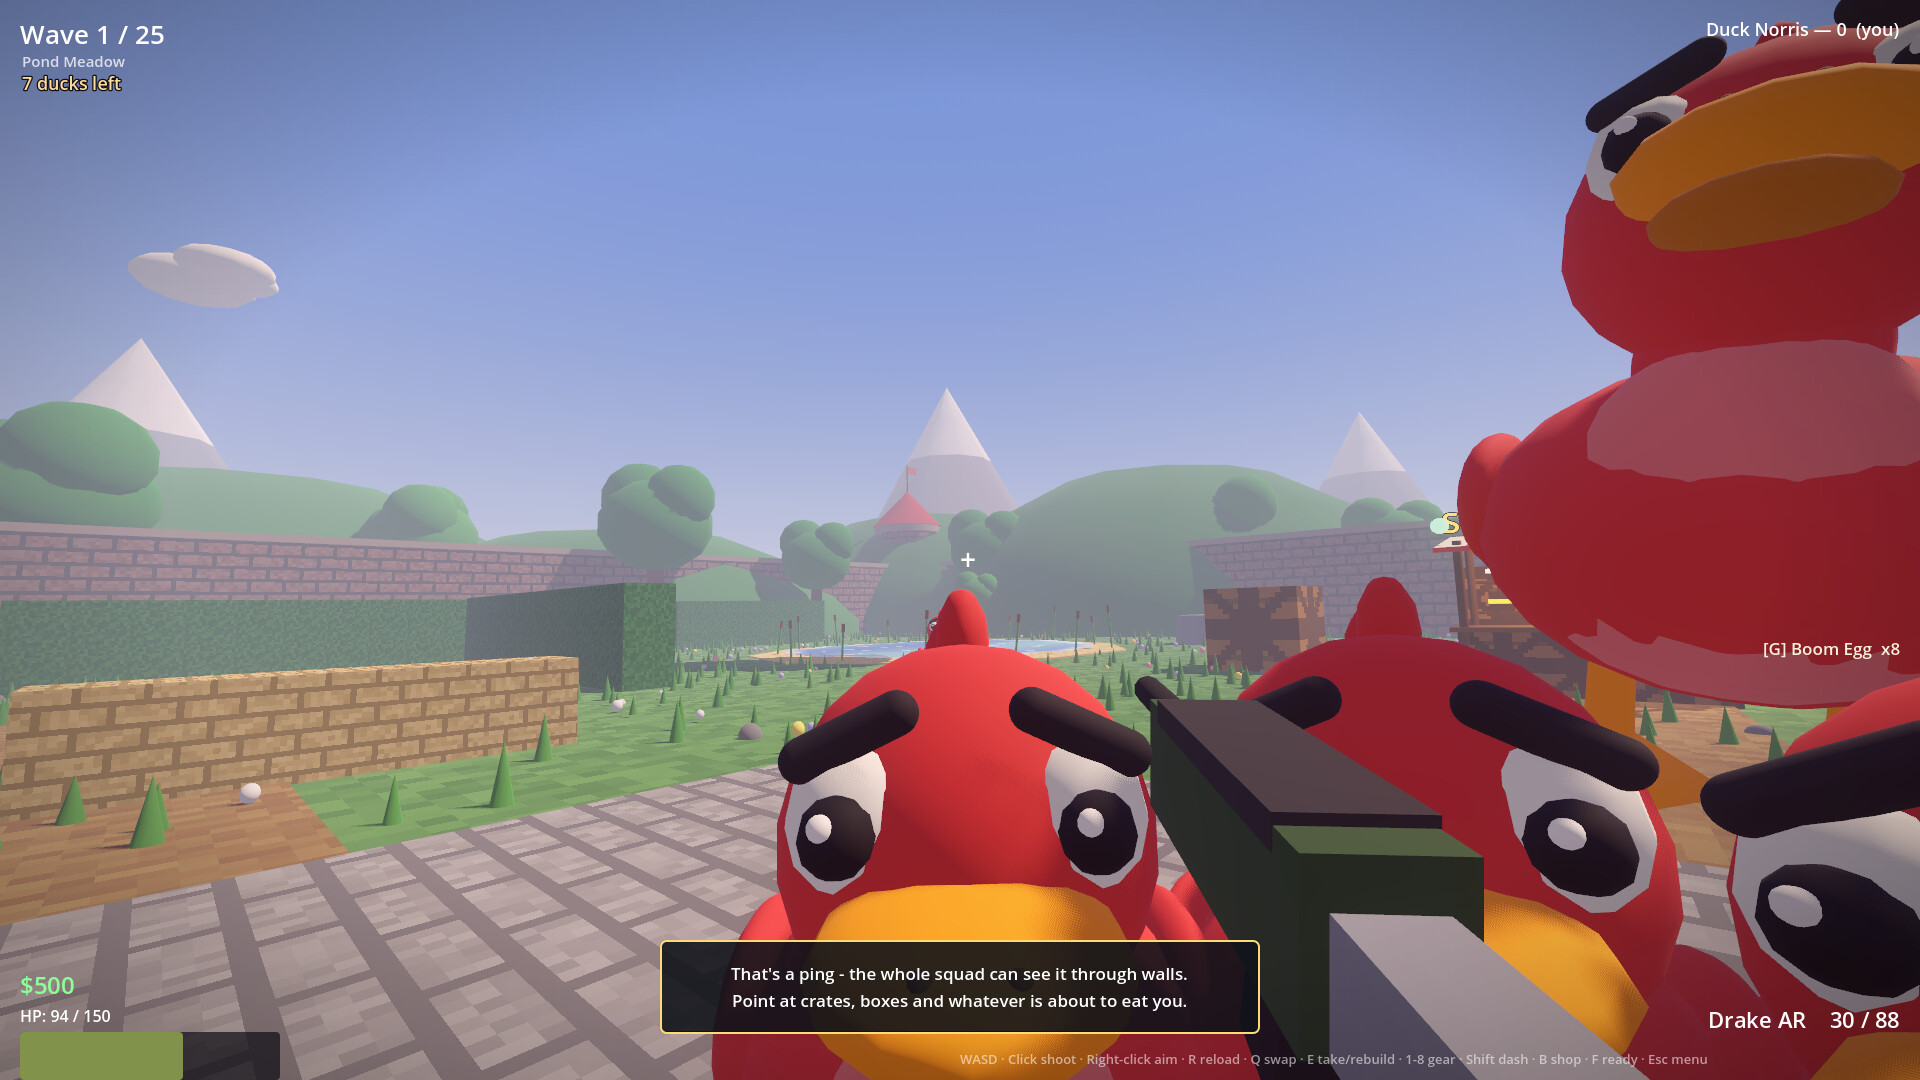 Wave 1 / 25
Pond Meadow
7 ducks left
Duck Norris — 0 (you)
S
[G] Boom Egg x8
That's a ping - the whole squad can see it through walls.
Point at crates, boxes and whatever is about to eat you.
$500
HP: 94 / 150
Drake AR 30 / 88
WASD · Click shoot · Right-click aim · R reload · Q swap · E take/rebuild · 1-8 gear · Shift dash · B shop · F ready · Esc menu